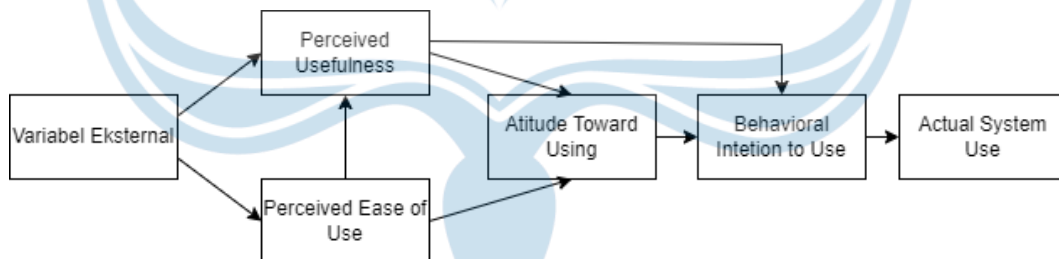 Perceived
Usefulness
Variabel Eksternal
Atitude Toward
Using
Behavioral
Intetion to Use
Actual System
Use
Perceived Ease of
Use